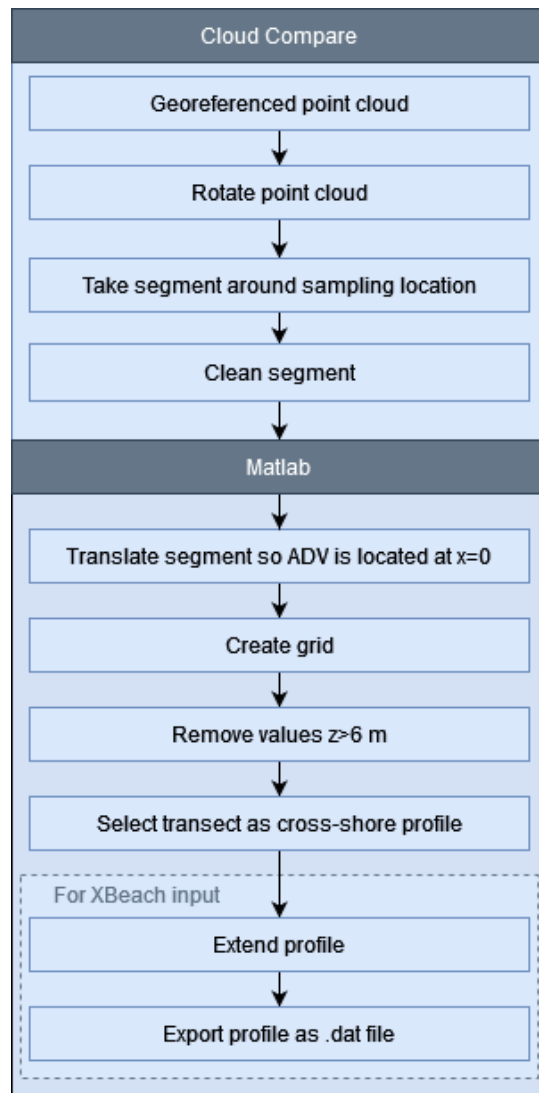 Cloud Compare
Georeferenced point cloud
Rotate point cloud
Take segment around sampling location
Clean segment
Matlab
Translate segment so ADV is located at x=0
Create grid
Remove values z>6 m
Select transect as cross-shore profile
For XBeach input
Extend profile
Export profile as .dat file